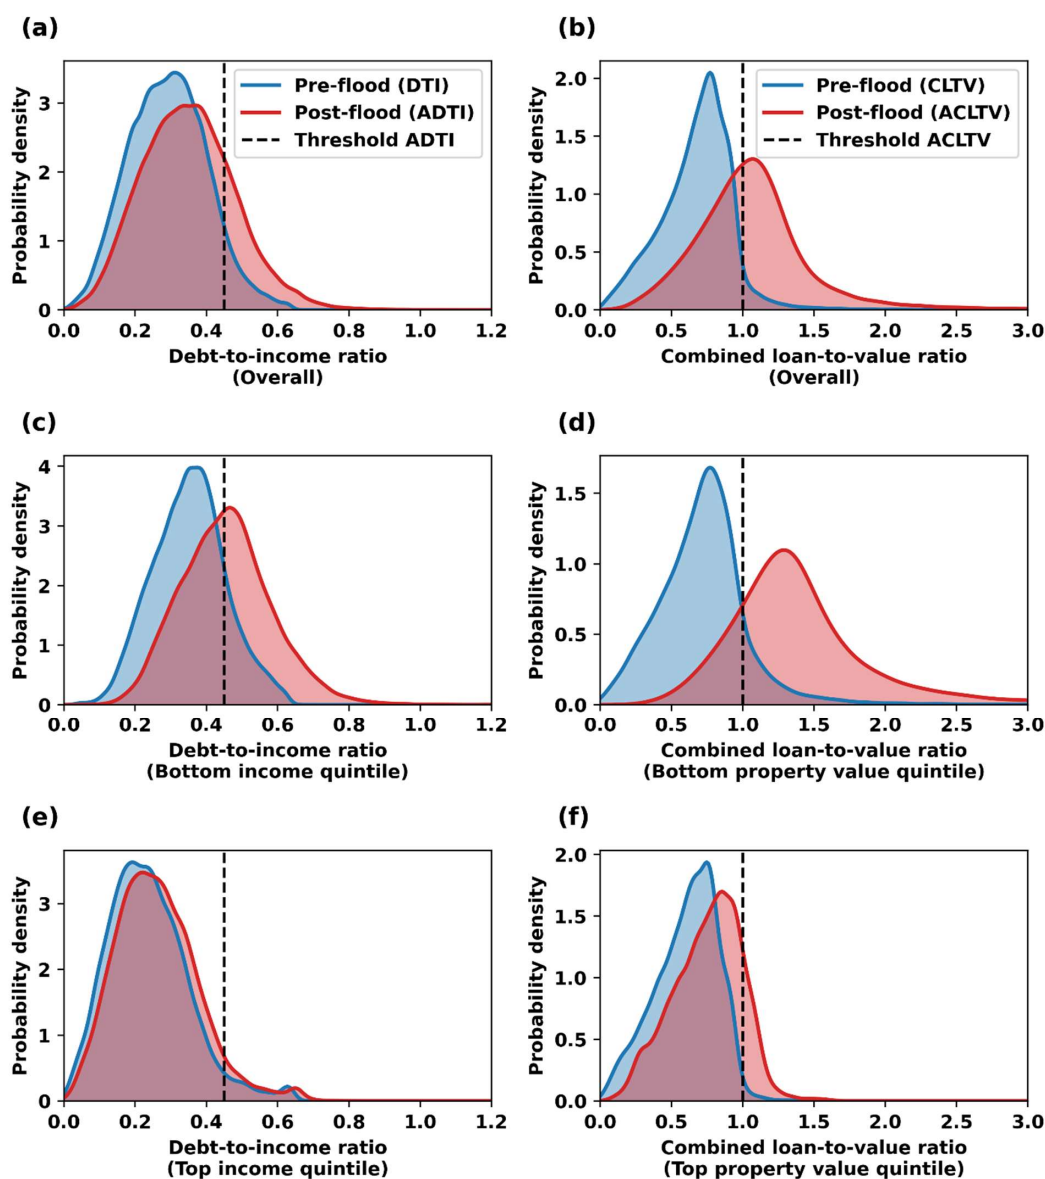 (a)
Probability density
3
2
1
0
Pre-flood (DTI)
Post-flood (ADTI)
Threshold ADTI
0.0 0.2 0.4 0.6 0.8 1.0 1.2
Debt-to-income ratio
(Overall)
(b)
Probability density
2.0
1.5
1.0
0.5
0.0
Pre-flood (CLTV)
Post-flood (ACLTV)
Threshold ACLTV
0.0 0.5 1.0 1.5 2.0 2.5 3.0
Combined loan-to-value ratio
(Overall)
(c)
Probability density
4
3
2
1
0
0.0 0.2 0.4 0.6 0.8 1.0 1.2
Debt-to-income ratio
(Bottom income quintile)
(d)
Probability density
1.5
1.0
0.5
0.0
0.0 0.5 1.0 1.5 2.0 2.5 3.0
Combined loan-to-value ratio
(Bottom property value quintile)
(e)
Probability density
3
2
1
0
0.0 0.2 0.4 0.6 0.8 1.0 1.2
Debt-to-income ratio
(Top income quintile)
(f)
Probability density
2.0
1.5
1.0
0.5
0.0
0.0 0.5 1.0 1.5 2.0 2.5 3.0
Combined loan-to-value ratio
(Top property value quintile)